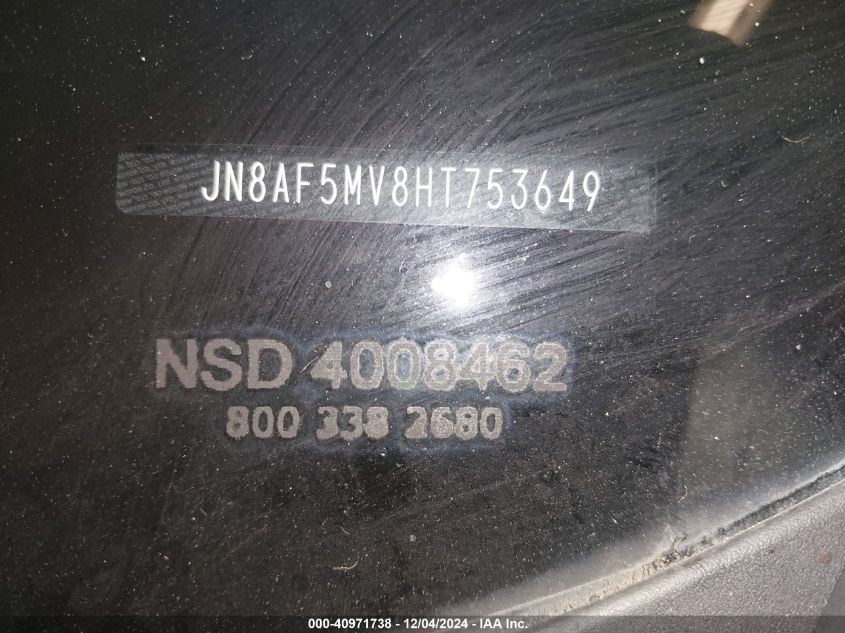 JN8AF5MV8HT753649
NSD 4008462
800 338 2680
000-40971738 - 12/04/2024 - IAA Inc.